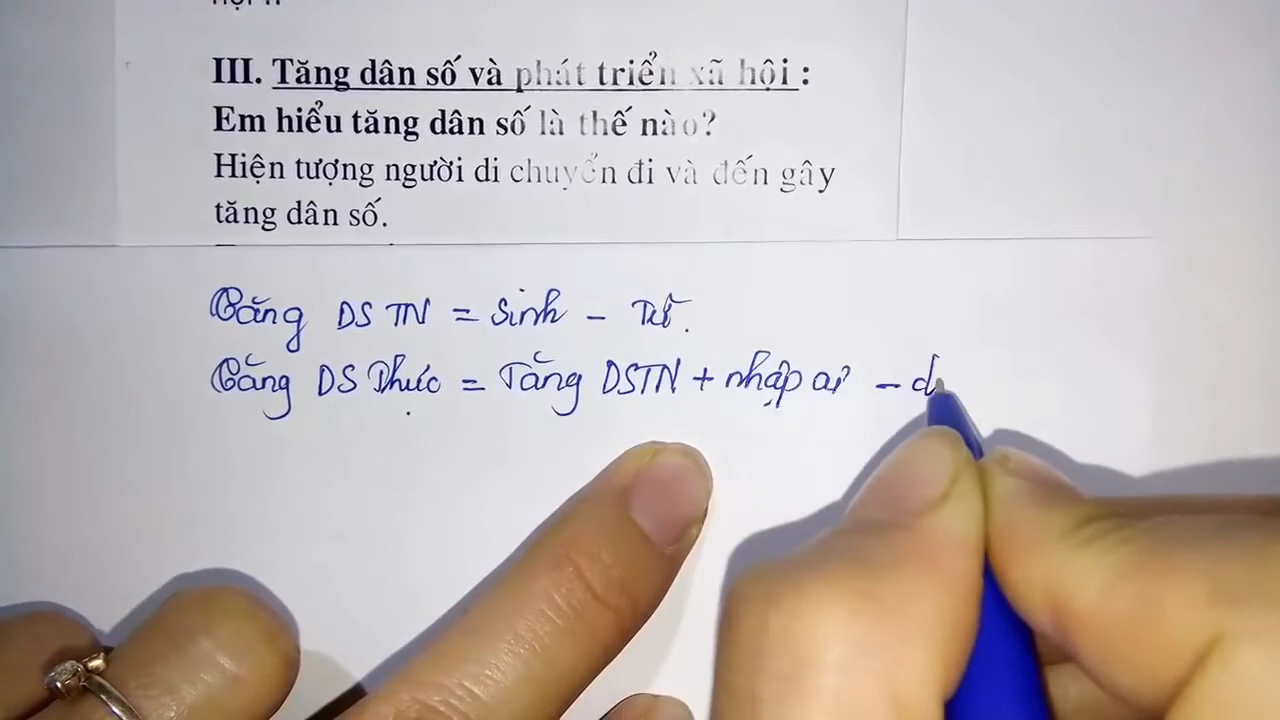 III. Tăng dân số và phát triển xã hội :
Em hiểu tăng dân số là thế nào?
Hiện tượng người di chuyển đi và đến gây
tăng dân số.
Tăng DS TN = Sinh -
Tăng DS Thực = Tăng DSTN + nhập - d